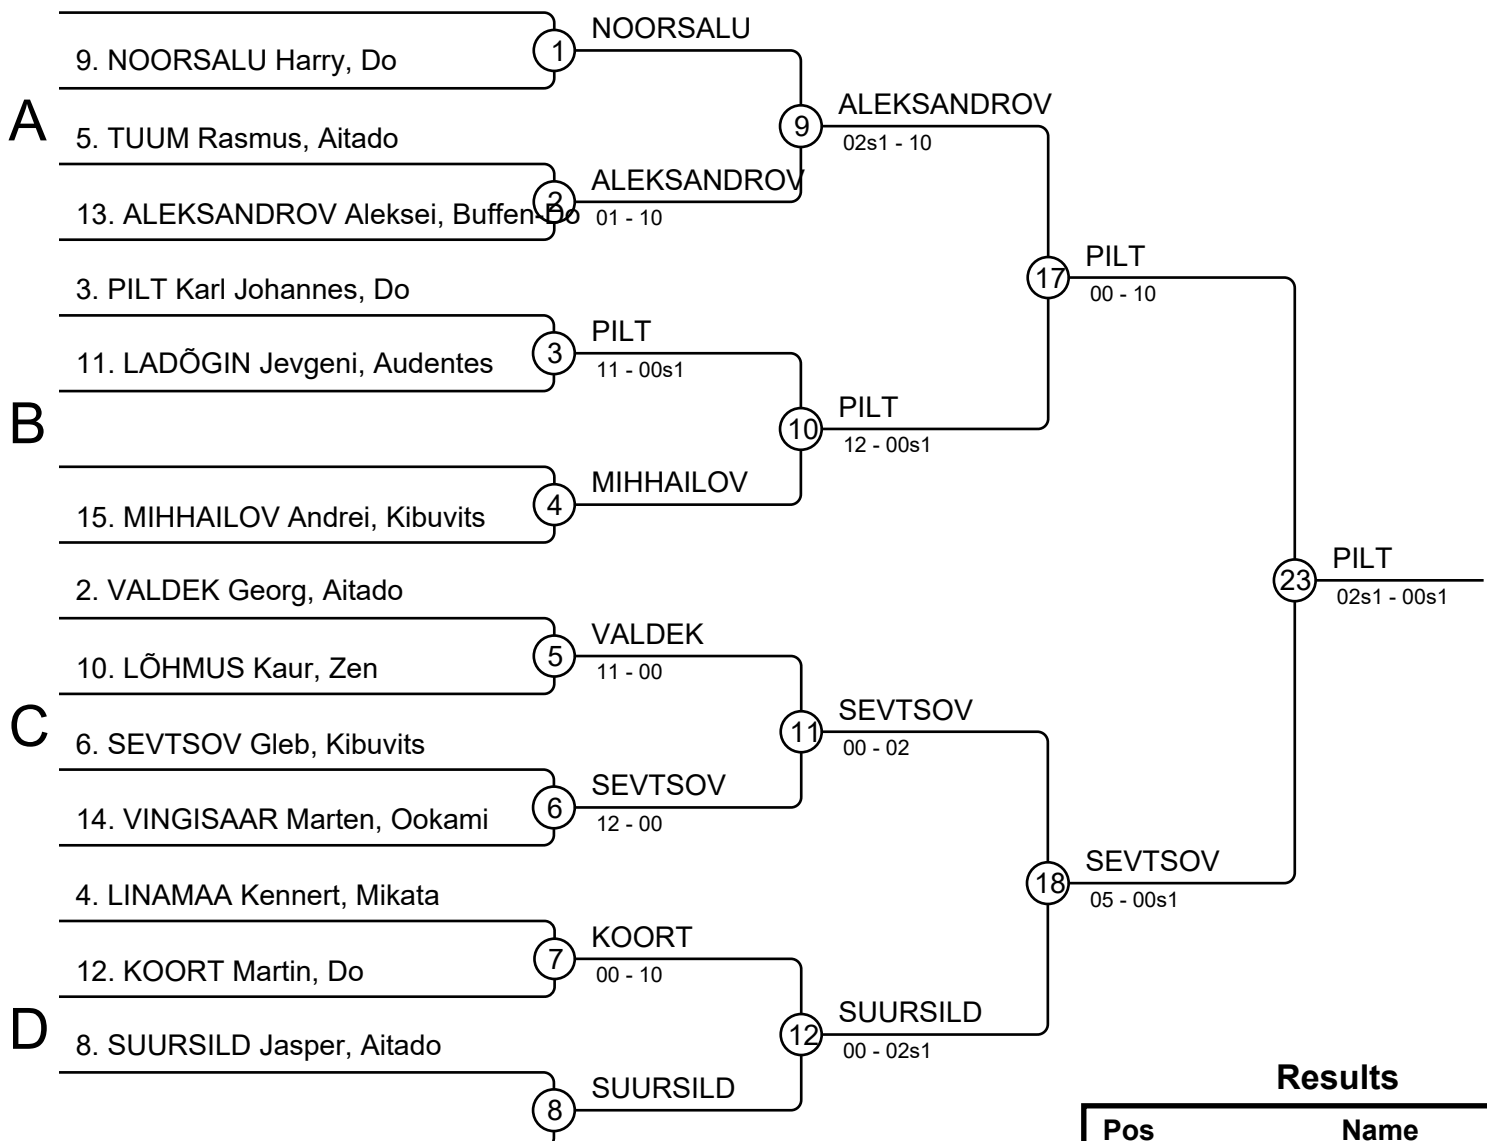 NOORSALU
9. NOORSALU Harry, Do
1
A
ALEKSANDROV
9
02s1 - 10
5. TUUM Rasmus, Aitado
ALEKSANDROV
2
13. ALEKSANDROV Aleksei, Buffen-Do
01 - 10
3. PILT Karl Johannes, Do
PILT
17
00 - 10
PILT
3
11. LADÕGIN Jevgeni, Audentes
11 - 00s1
B
PILT
10
12 - 00s1
MIHHAILOV
4
15. MIHHAILOV Andrei, Kibuvits
PILT
23
02s1 - 00s1
2. VALDEK Georg, Aitado
VALDEK
5
10. LÕHMUS Kaur, Zen
11 - 00
C
SEVTSOV
11
00 - 02
6. SEVTSOV Gleb, Kibuvits
SEVTSOV
6
14. VINGISAAR Marten, Ookami
12 - 00
SEVTSOV
18
05 - 00s1
4. LINAMAA Kennert, Mikata
KOORT
7
12. KOORT Martin, Do
00 - 10
D
SUURSILD
12
00 - 02s1
8. SUURSILD Jasper, Aitado
SUURSILD
8
Results
Pos Name